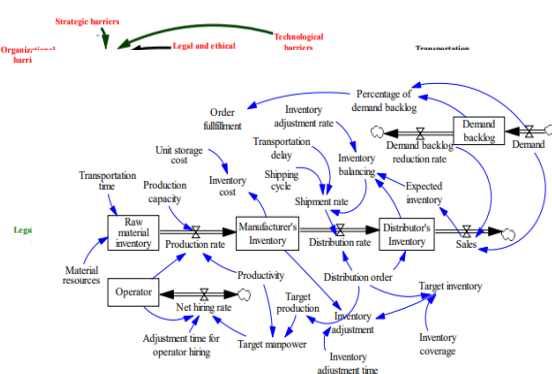 Strategic barriers
Technological
barriers
Legal and ethical
Percentage of
demand backlog
Order
fullfillment
Inventory
adjustment rate
Demand
backlog
Demand
Demand backlog
reduction rate
Transportation
delay
Unit storage
cost
Inventory
balancing
Shipping
cycle
Expected
inventory
Transportation
time
Production
capacity
Inventory
cost
Shipment rate
Raw
material
inventory
Production rate
Manufacturer's
Inventory
Distribution rate
Distributor's
Inventory
Sales
Material
resources
Productivity
Distribution order
Operator
Net hiring rate
Target
production
Target inventory
Inventory
adjustment
Adjustment time for
operator hiring
Target manpower
Inventory
coverage
Inventory
adjustment time